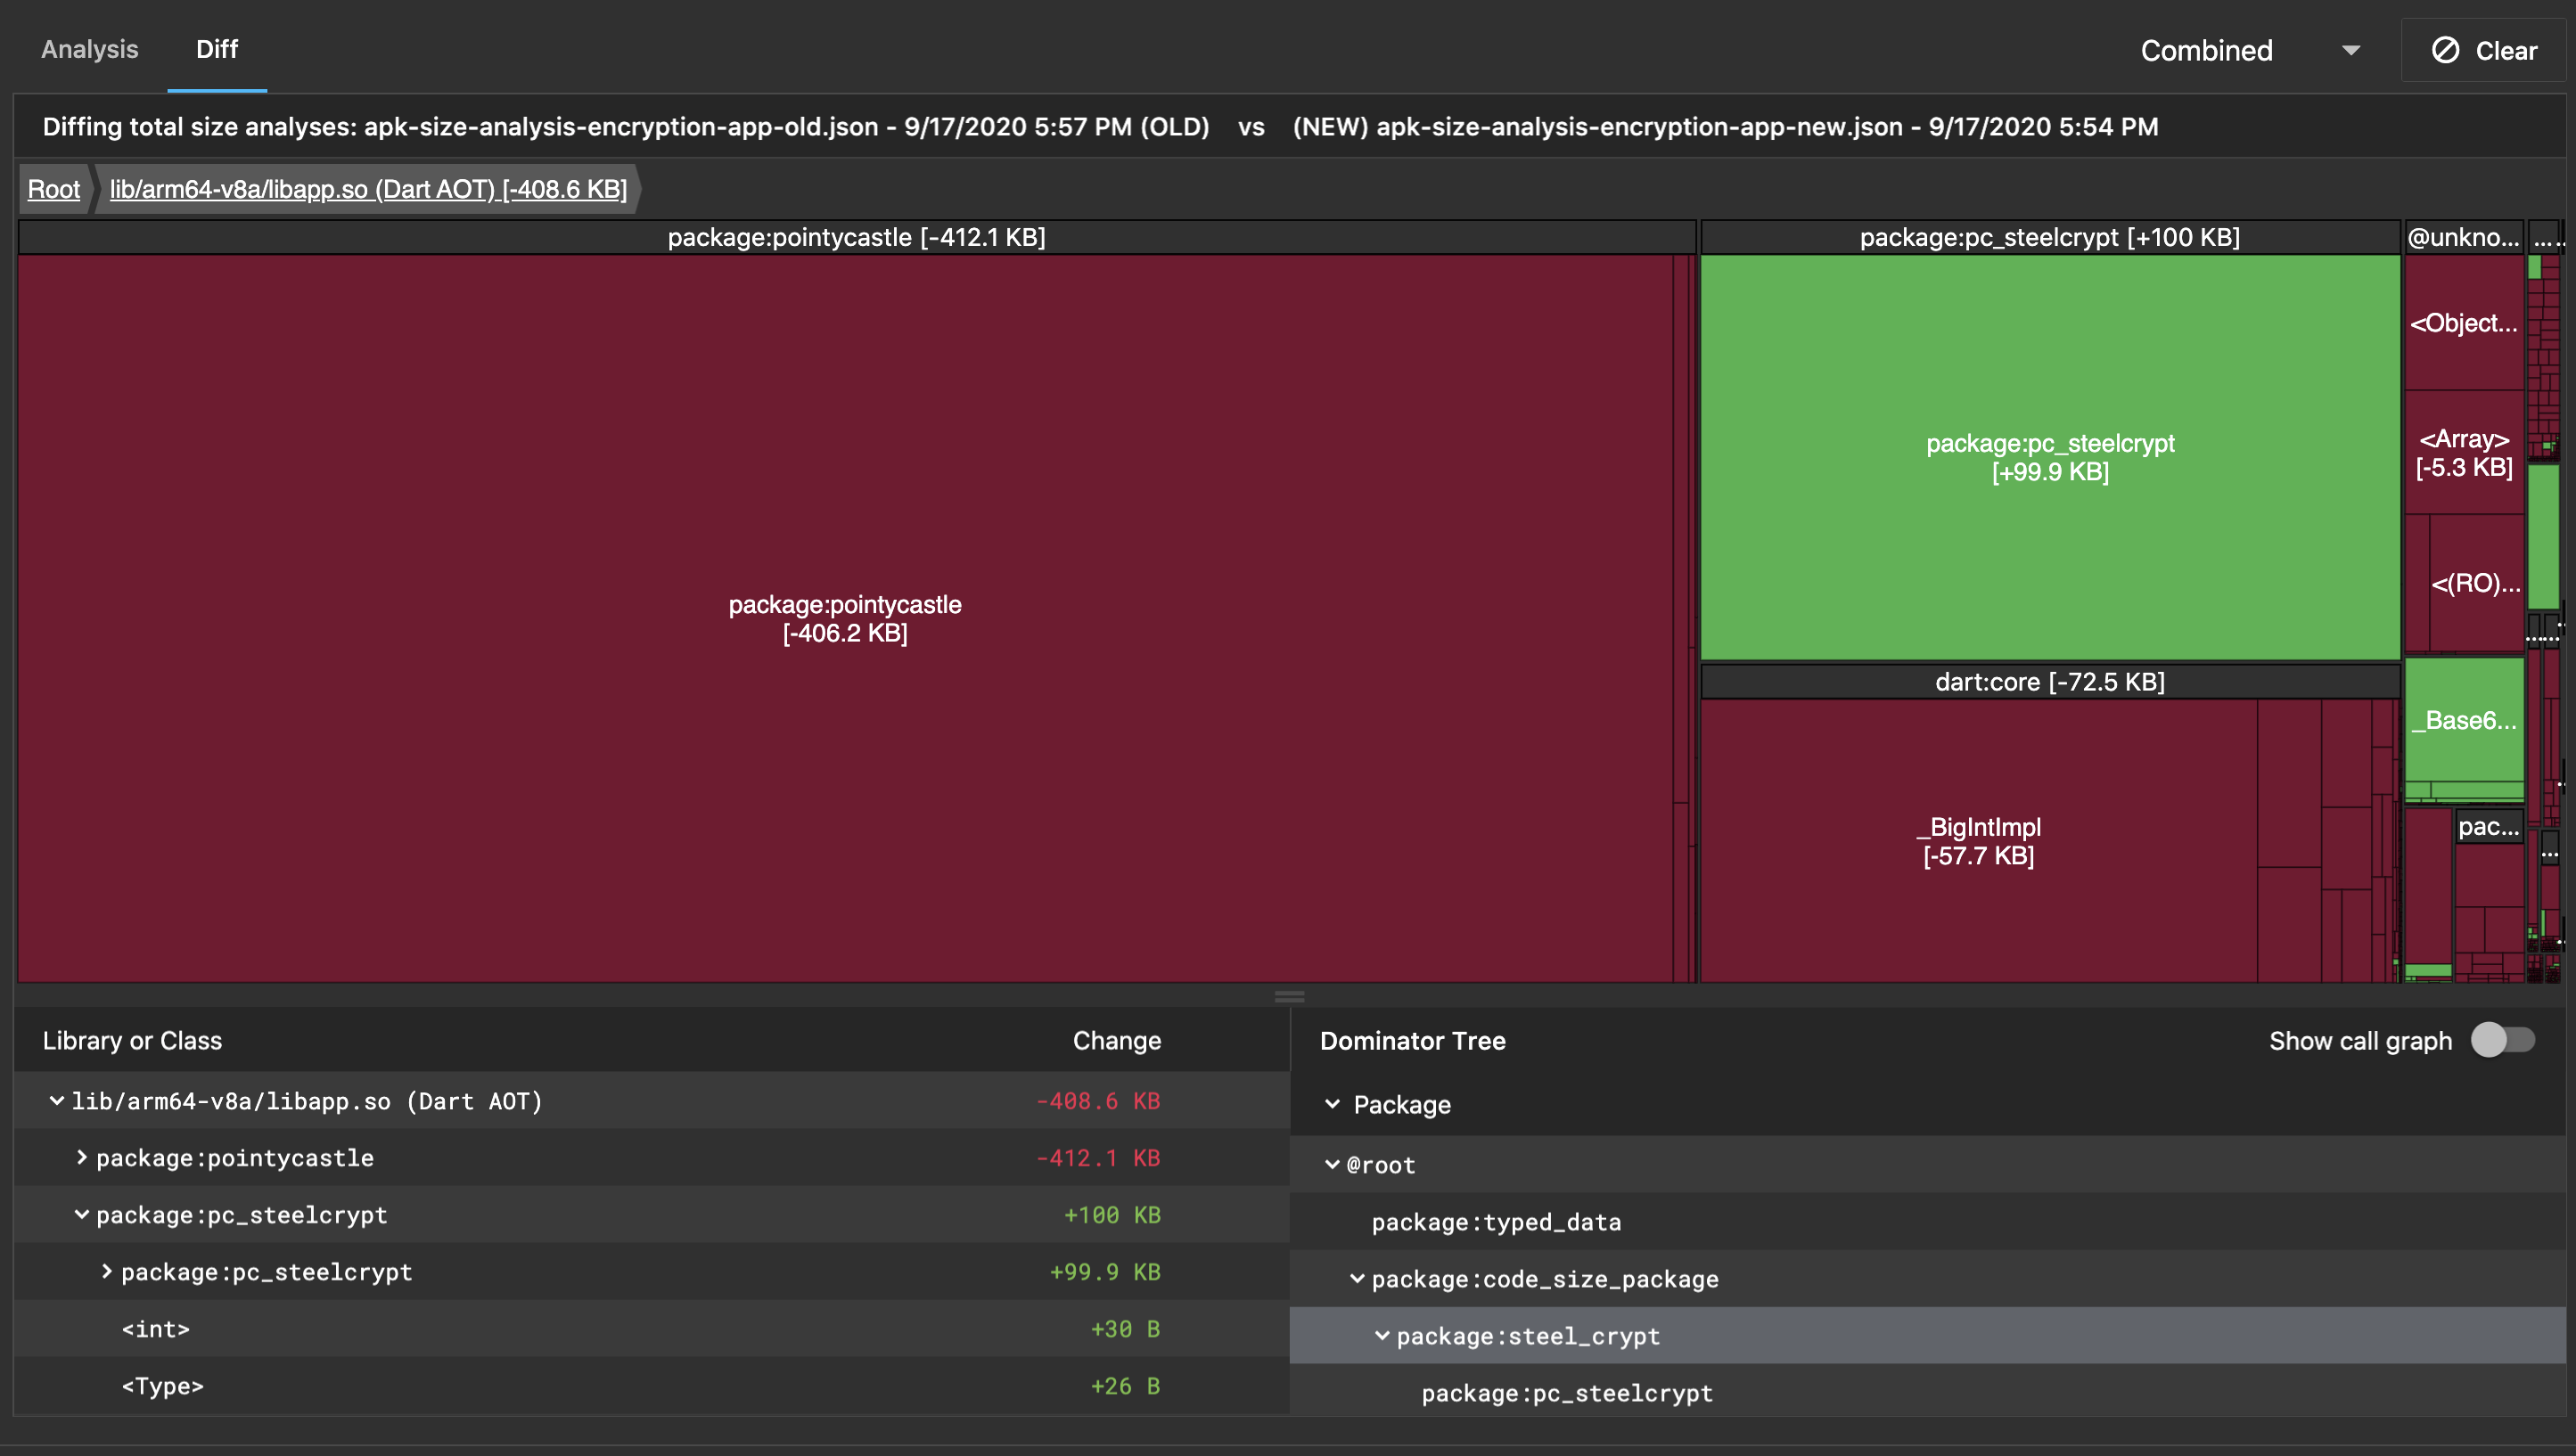 Analysis
Diff
Combined
Clear
Diffing total size analyses: apk-size-analysis-encryption-app-old.json - 9/17/2020 5:57 PM (OLD) vs (NEW) apk-size-analysis-encryption-app-new.json - 9/17/2020 5:54 PM
Root
lib/arm64-v8a/libapp.so (Dart AOT) [-408.6 KB]
package:pointycastle [-412.1 KB]
package:pc_steelcrypt [+100 KB]
@unkno...
...
package:pointycastle
[-406.2 KB]
package:pc_steelcrypt
[+99.9 KB]
<Object...
<Array>
[-5.3 KB]
<(RO)...
dart:core [-72.5 KB]
_BigIntImpl
[-57.7 KB]
_Base6...
pac...
...
Library or Class
Change
lib/arm64-v8a/libapp.so (Dart AOT)
-408.6 KB
package:pointycastle
-412.1 KB
package:pc_steelcrypt
+100 KB
package:pc_steelcrypt
+99.9 KB
<int>
+30 B
<Type>
+26 B
Dominator Tree
Show call graph
Package
@root
package:typed_data
package:code_size_package
package:steel_crypt
package:pc_steelcrypt